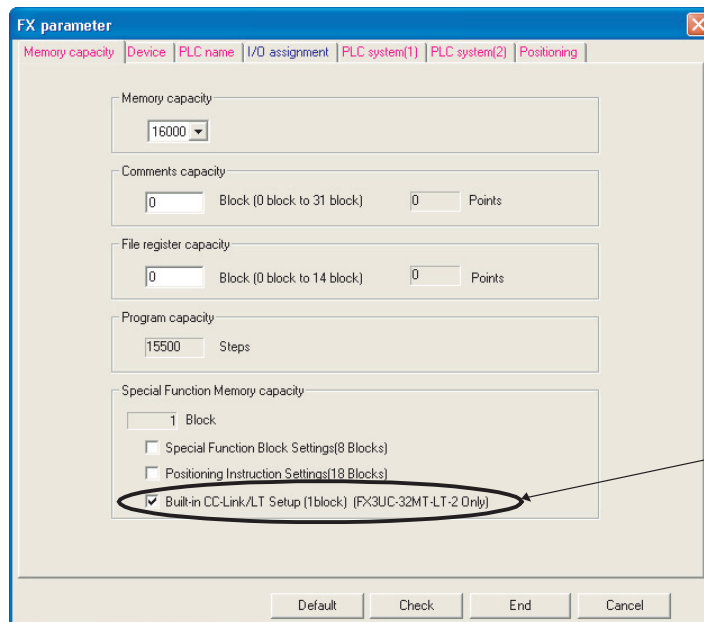 FX parameter
Memory capacity Device PLC name I/O assignment PLC system(1) PLC system(2) Positioning
Memory capacity
16000
Comments capacity
0 Block (0 block to 31 block) 0 Points
File register capacity
0 Block (0 block to 14 block) 0 Points
Program capacity
15500 Steps
Special Function Memory capacity
1 Block
Special Function Block Settings(8 Blocks)
Positioning Instruction Settings(18 Blocks)
Built-in CC-Link/LT Setup (1block) (FX3UC-32MT-LT-2 Only)
Default Check End Cancel